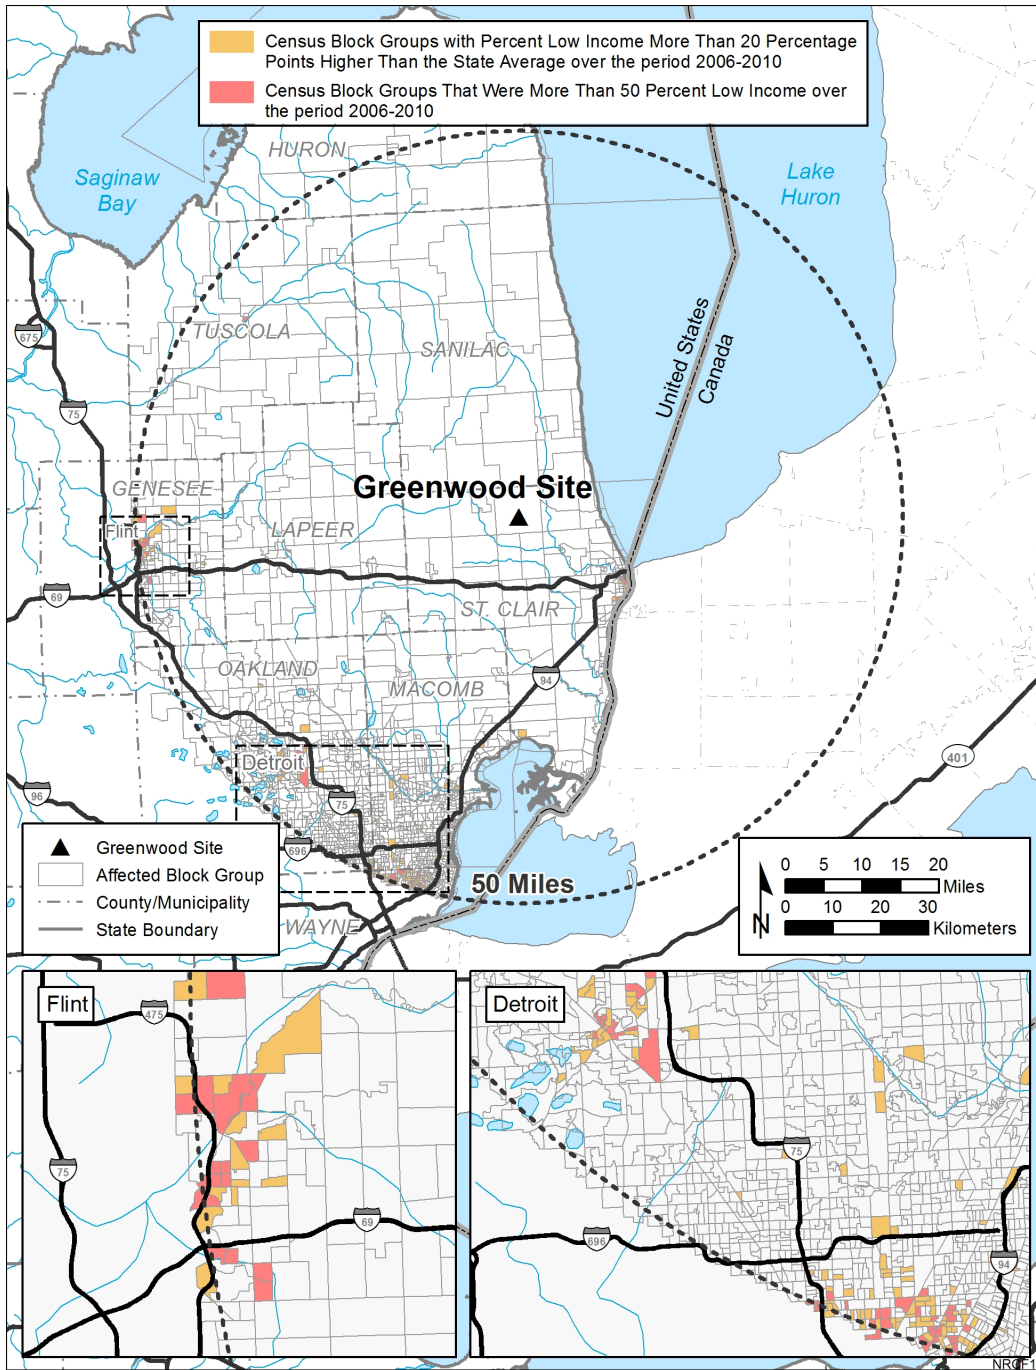 Census Block Groups with Percent Low Income More Than 20 Percentage
Points Higher Than the State Average over the period 2006-2010
Census Block Groups That Were More Than 50 Percent Low Income over
the period 2006-2010
HURON
Saginaw
Bay
Lake
Huron
TUSCOLA
SANILAC
United States
Canada
675
75
GENESEE
Greenwood Site
Flint
LAPEER
69
ST. CLAIR
OAKLAND
MACOMB
94
Detroit
75
401
96
696
Greenwood Site
Affected Block Group
County/Municipality
State Boundary
50 Miles
WAYNE
0 5 10 15 20
Miles
0 10 20 30
Kilometers
N
Flint
475
75
69
Detroit
75
696
94